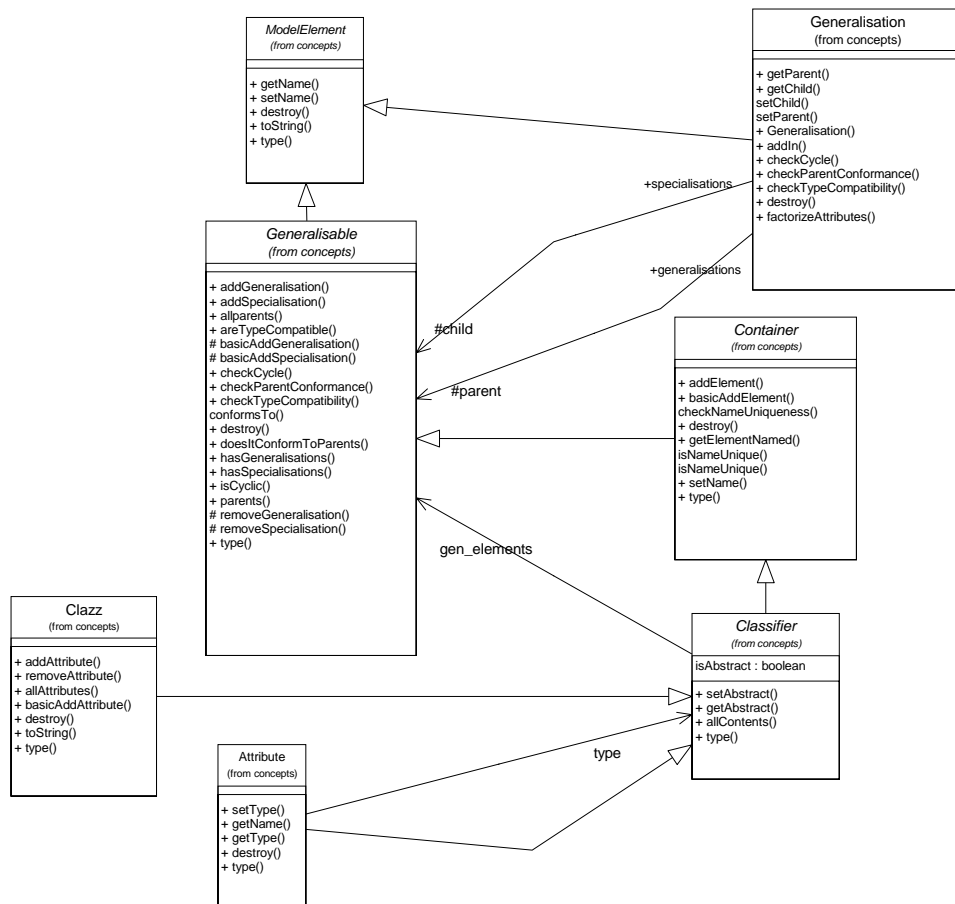 ModelElement
(from concepts)
+ getName()
+ setName()
+ destroy()
+ toString()
+ type()
Generalisation
(from concepts)
+ getParent()
+ getChild()
setChild()
setParent()
+ Generalisation()
+ addIn()
+ checkCycle()
+ checkParentConformance()
+ checkTypeCompatibility()
+ destroy()
+ factorizeAttributes()
+specialisations
+generalisations
#child
#parent
Generalisable
(from concepts)
+ addGeneralisation()
+ addSpecialisation()
+ allparents()
+ areTypeCompatible()
# basicAddGeneralisation()
# basicAddSpecialisation()
+ checkCycle()
+ checkParentConformance()
+ checkTypeCompatibility()
conformsTo()
+ destroy()
+ doesItConformToParents()
+ hasGeneralisations()
+ hasSpecialisations()
+ isCyclic()
+ parents()
# removeGeneralisation()
# removeSpecialisation()
+ type()
Container
(from concepts)
+ addElement()
+ basicAddElement()
checkNameUniqueness()
+ destroy()
+ getElementNamed()
isNameUnique()
isNameUnique()
+ setName()
+ type()
gen_elements
Clazz
(from concepts)
+ addAttribute()
+ removeAttribute()
+ allAttributes()
+ basicAddAttribute()
+ destroy()
+ toString()
+ type()
Classifier
(from concepts)
isAbstract : boolean
+ setAbstract()
+ getAbstract()
+ allContents()
+ type()
type
Attribute
(from concepts)
+ setType()
+ getName()
+ getType()
+ destroy()
+ type()